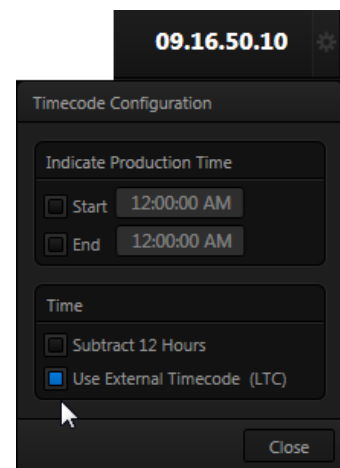 09.16.50.10
Timecode Configuration
Indicate Production Time
Start 12:00:00 AM
End 12:00:00 AM
Time
Subtract 12 Hours
Use External Timecode (LTC)
Close